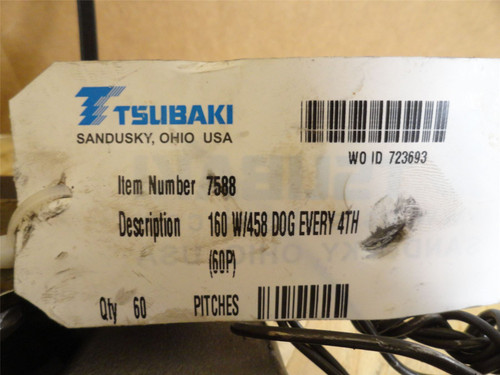 TSUBAKI
SANDUSKY, OHIO USA
WO ID 723693
Item Number 7588
Description 160 W/458 DOG EVERY 4TH
(60P)
Qty 60 PITCHES